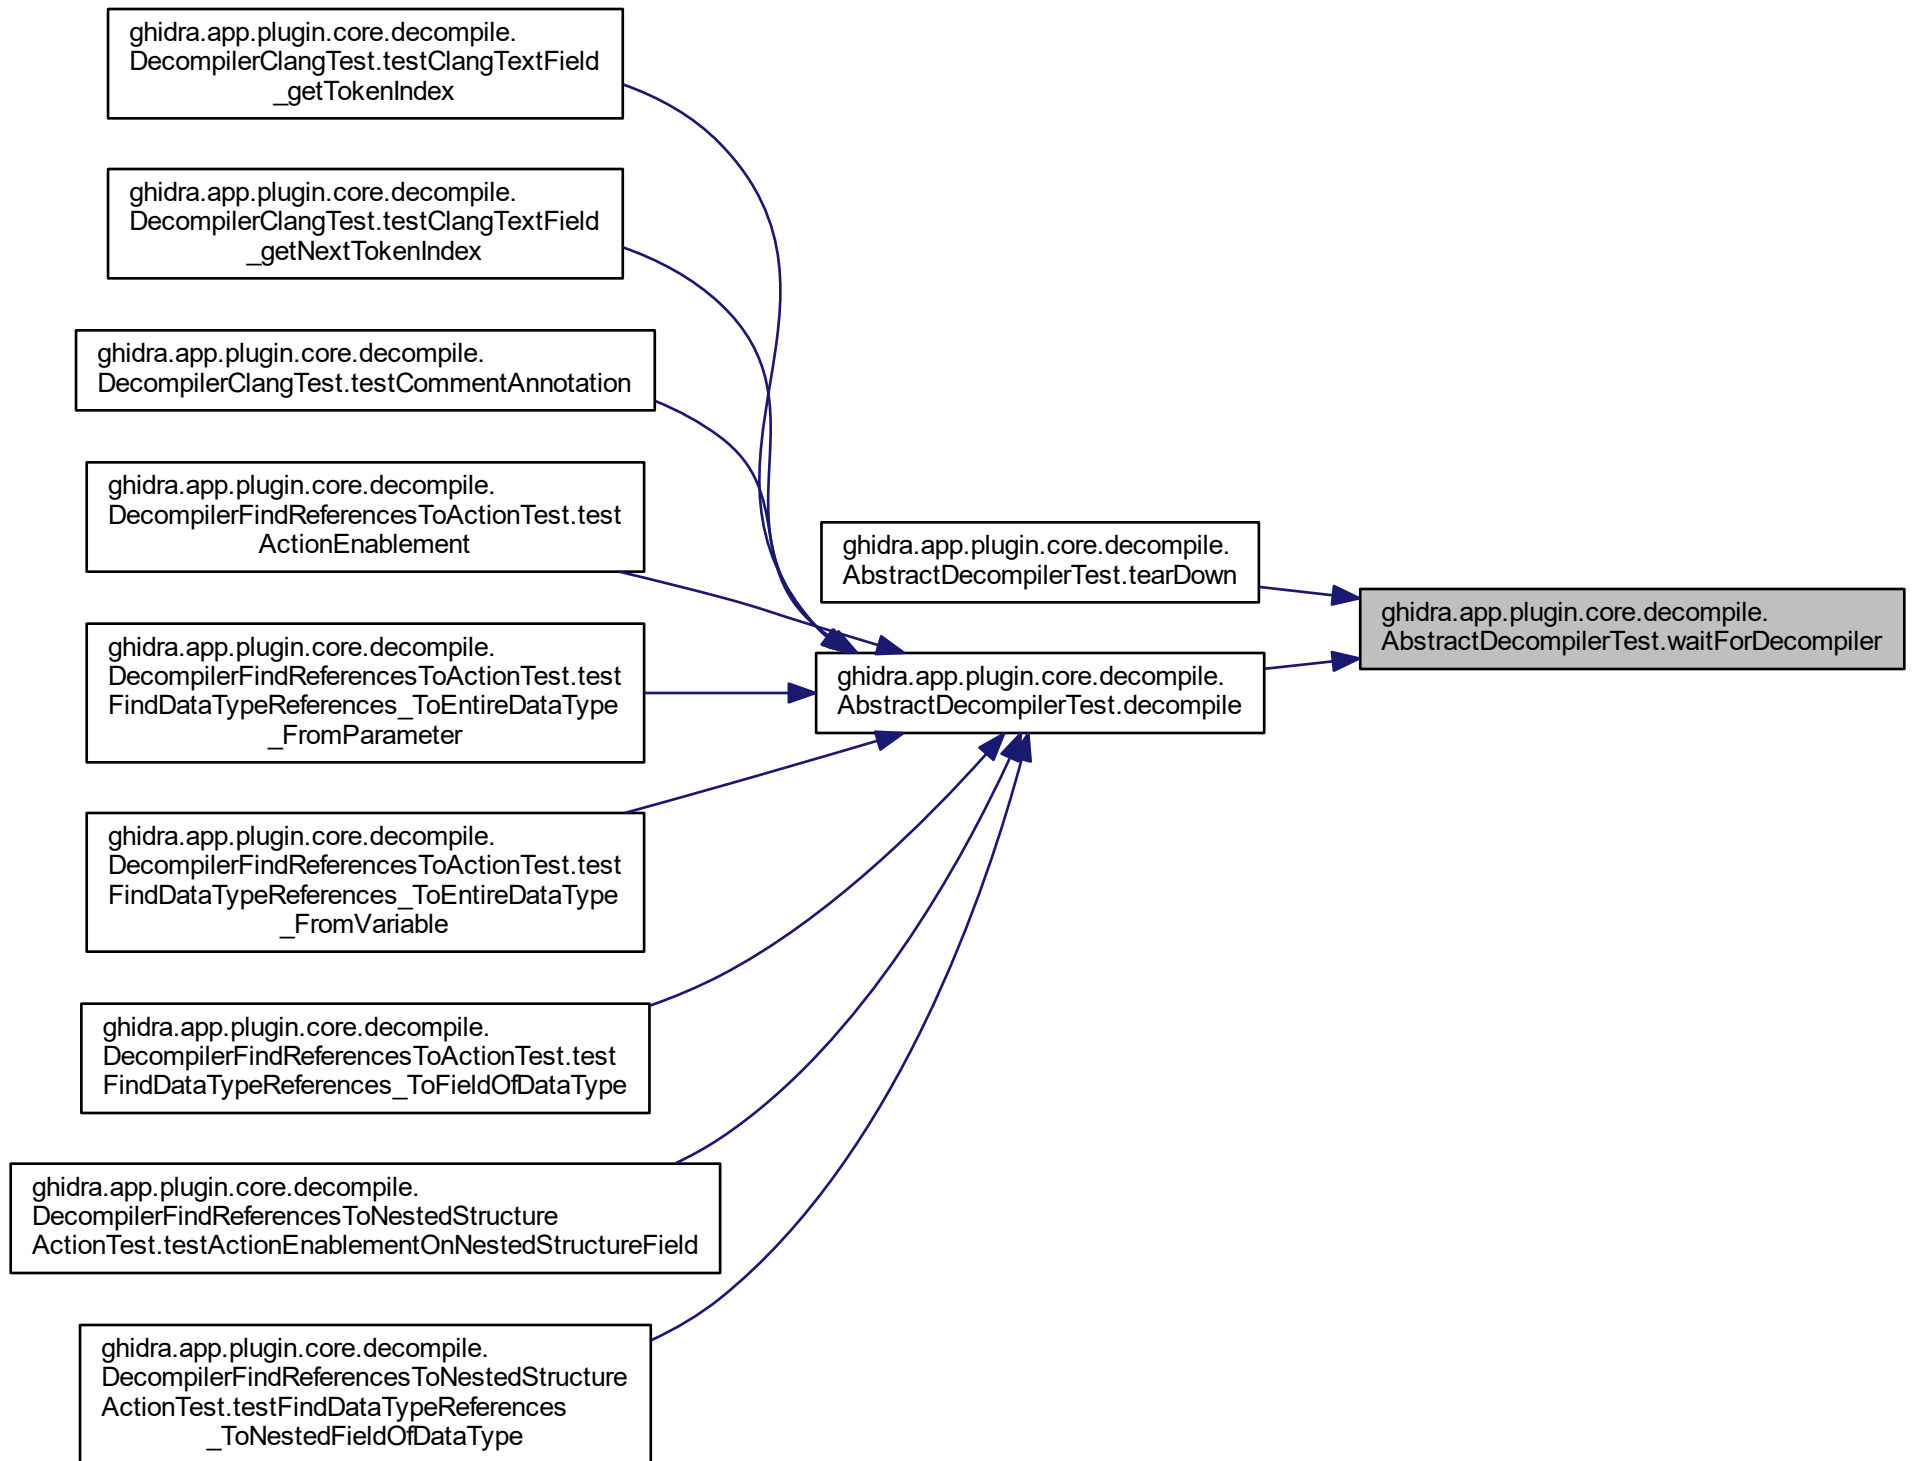 ghidra.app.plugin.core.decompile.
DecompilerClangTest.testClangTextField
_getTokenIndex
ghidra.app.plugin.core.decompile.
DecompilerClangTest.testClangTextField
_getNextTokenIndex
ghidra.app.plugin.core.decompile.
DecompilerClangTest.testCommentAnnotation
ghidra.app.plugin.core.decompile.
DecompilerFindReferencesToActionTest.test
ActionEnablement
ghidra.app.plugin.core.decompile.
DecompilerFindReferencesToActionTest.test
FindDataTypeReferences_ToEntireDataType
_FromParameter
ghidra.app.plugin.core.decompile.
DecompilerFindReferencesToActionTest.test
FindDataTypeReferences_ToEntireDataType
_FromVariable
ghidra.app.plugin.core.decompile.
DecompilerFindReferencesToActionTest.test
FindDataTypeReferences_ToFieldOfDataType
ghidra.app.plugin.core.decompile.
DecompilerFindReferencesToNestedStructure
ActionTest.testActionEnablementOnNestedStructureField
ghidra.app.plugin.core.decompile.
DecompilerFindReferencesToNestedStructure
ActionTest.testFindDataTypeReferences
_ToNestedFieldOfDataType
ghidra.app.plugin.core.decompile.
AbstractDecompilerTest.tearDown
ghidra.app.plugin.core.decompile.
AbstractDecompilerTest.decompile
ghidra.app.plugin.core.decompile.
AbstractDecompilerTest.waitForDecompiler